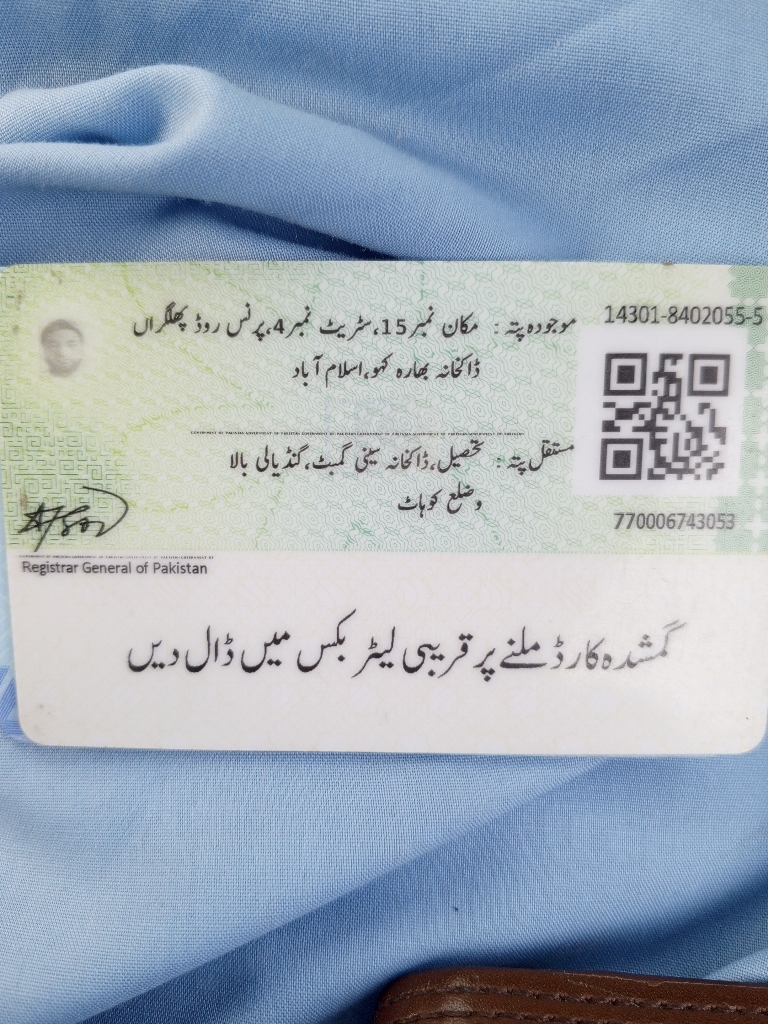 14301-8402055-5
موجودہ پتہ : مکان نمبر 15، سٹریٹ نمبر 4، پرنس روڈ پھلگراں
ڈاکخانہ بھارہ کہو، اسلام آباد
مستقل پتہ : تحصیل، ڈاکخانہ سینی گمبٹ، گنڈیالی بالا
و ضلع کوہاٹ
770006743053
Registrar General of Pakistan
گمشدہ کارڈ ملنے پر قریبی لیٹر بکس میں ڈال دیں